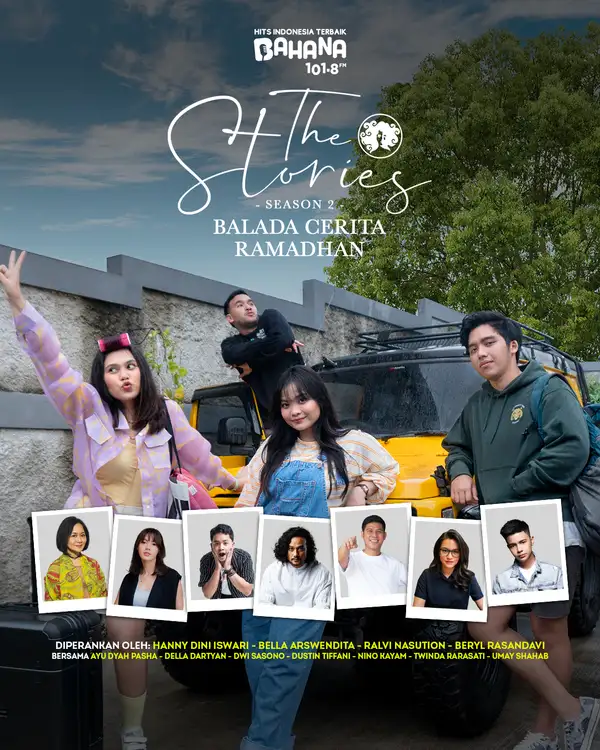 HITS INDONESIA TERBAIK
BAHANA
101.8 FM
The
Stories
- SEASON 2 -
BALADA CERITA
RAMADHAN
DIPERANKAN OLEH: HANNY DINI ISWARI - BELLA ARSWENDITA - RALVI NASUTION - BERYL RASANDAVI
BERSAMA AYU DYAH PASHA - DELLA DARTYAN - DWI SASONO - DUSTIN TIFFANI - NINO KAYAM - TWINDA RARASATI - UMAY SHAHAB